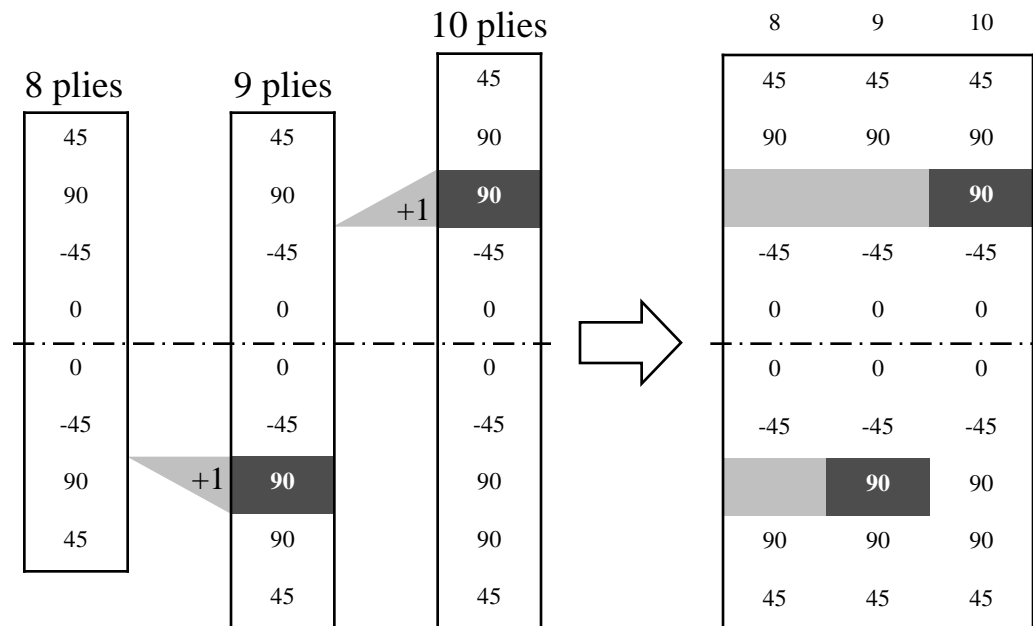 10 plies
8 9 10
8 plies 9 plies
45 45 45 45
45 45 90 90 90 90
90 90 +1 90 90
-45 -45 -45 -45 -45 -45
0 0 0 0 0 0
0 0 0 0 0 0
-45 -45 -45 -45 -45 -45
90 +1 90 90 90 90
45 90 90 90 90 90
45 45 45 45 45